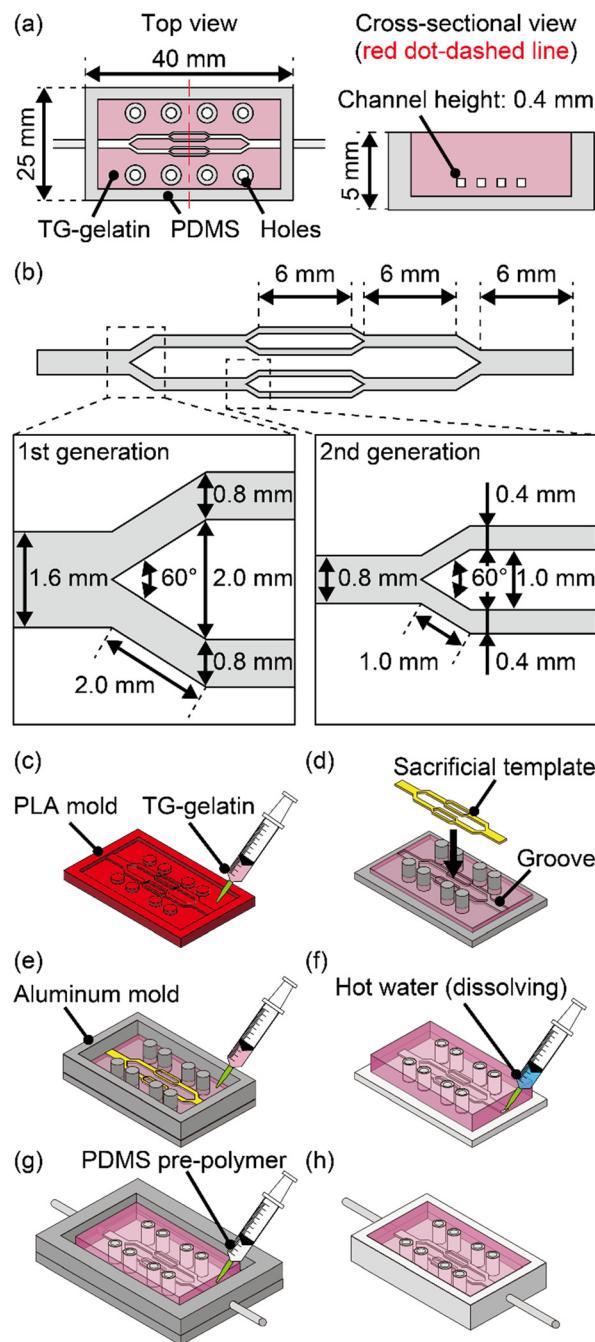 (a)
Top view
40 mm
25 mm
TG-gelatin
PDMS
Holes
Cross-sectional view
(red dot-dashed line)
Channel height: 0.4 mm
5 mm
(b)
6 mm
6 mm
6 mm
1st generation
0.8 mm
1.6 mm
60°
2.0 mm
0.8 mm
2.0 mm
2nd generation
0.4 mm
0.8 mm
60°
1.0 mm
1.0 mm
0.4 mm
(c)
PLA mold
TG-gelatin
(d)
Sacrificial template
Groove
(e)
Aluminum mold
(f)
Hot water (dissolving)
(g)
PDMS pre-polymer
(h)